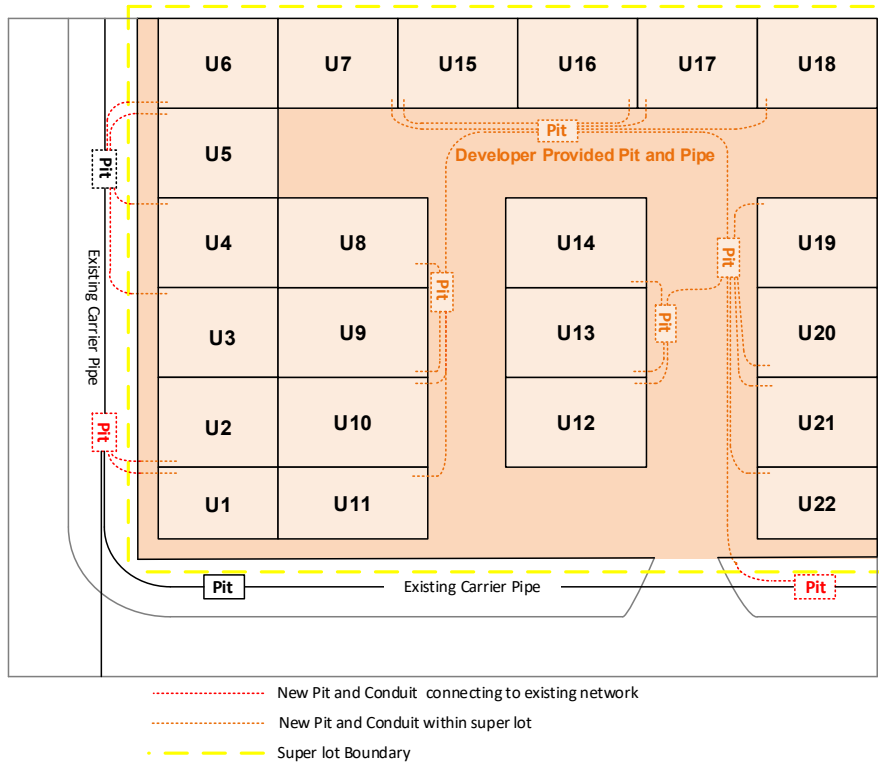 U6 U7 U15 U16 U17 U18
Pit
Developer Provided Pit and Pipe
U5
Pit
U4 U8 U14 U19
Pit
Pit
Existing Carrier Pipe
U3 U9 U13 U20
Pit
U2 U10 U12 U21
Pit
U1 U11 U22
Pit
Existing Carrier Pipe
Pit
New Pit and Conduit connecting to existing network
New Pit and Conduit within super lot
Super lot Boundary